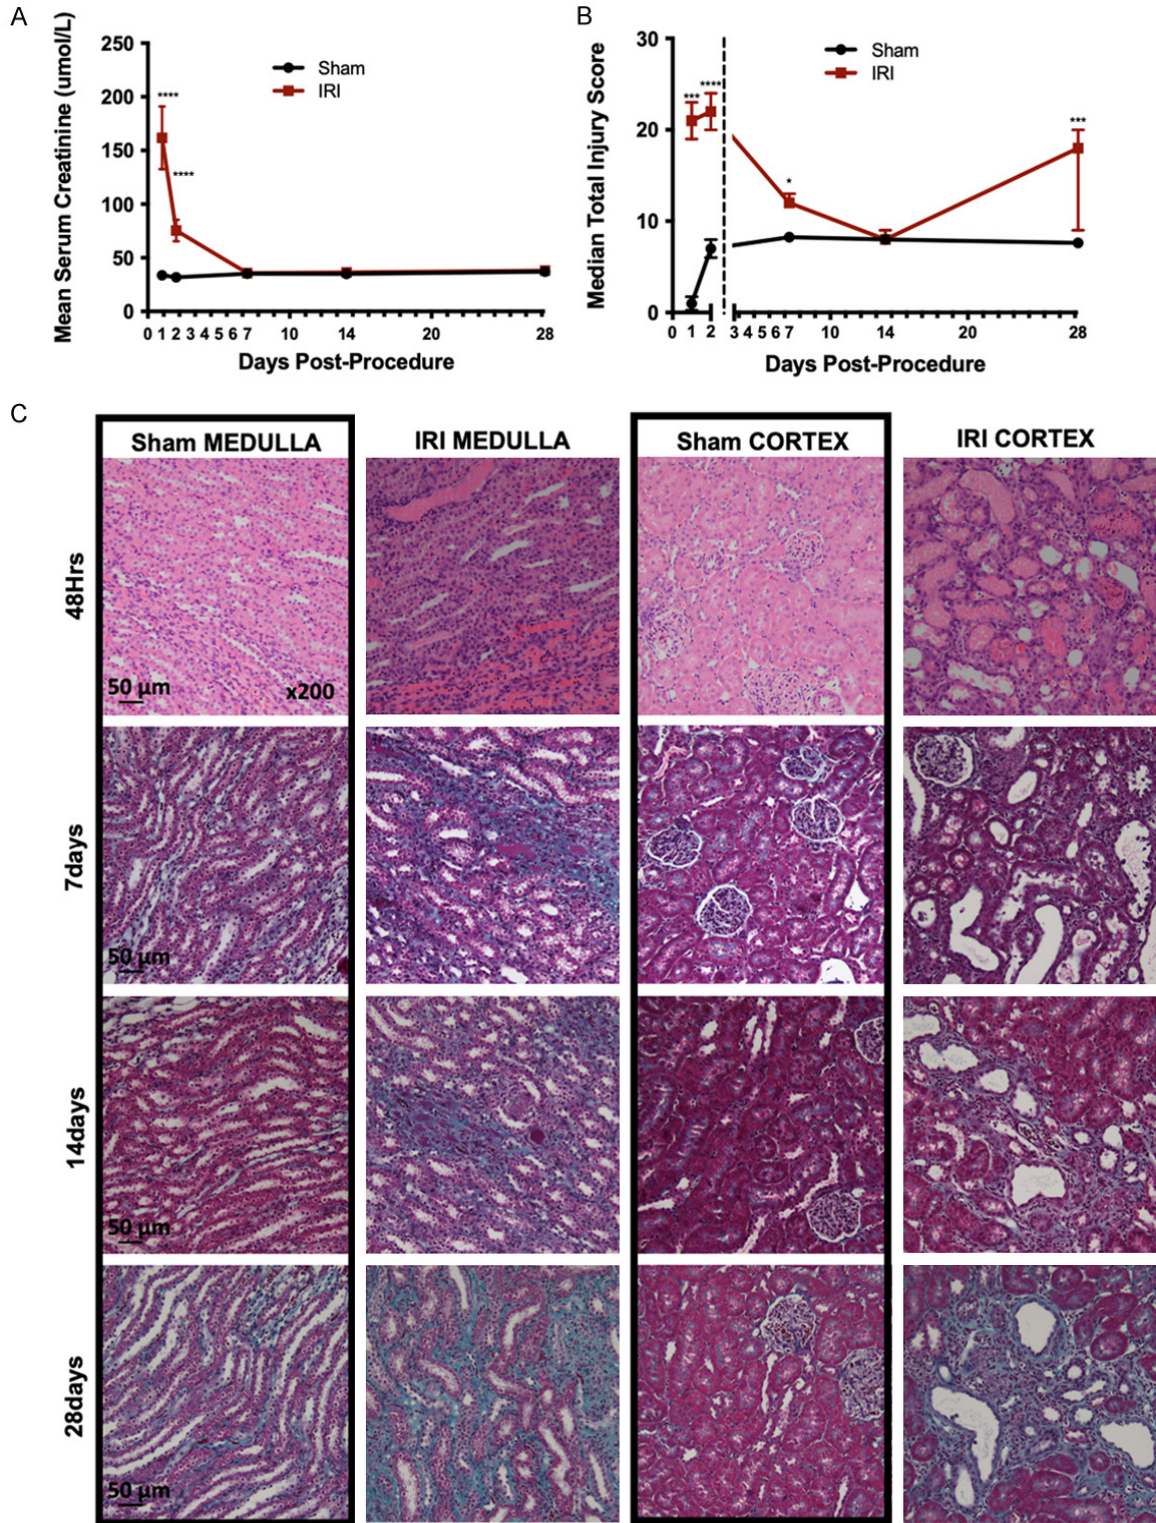 A
Mean Serum Creatinine (umol/L)
250
200
150
100
50
0
****
****
Sham
IRI
0 1 2 3 4 5 6 7 10 14 20 28
Days Post-Procedure
B
Median Total Injury Score
30
20
10
0
***
****
*
***
Sham
IRI
0 1 2 3 4 5 6 7 10 14 20 28
Days Post-Procedure
C
Sham MEDULLA
IRI MEDULLA
Sham CORTEX
IRI CORTEX
48Hrs
50 µm
x200
7days
50 µm
14days
50 µm
28days
50 µm